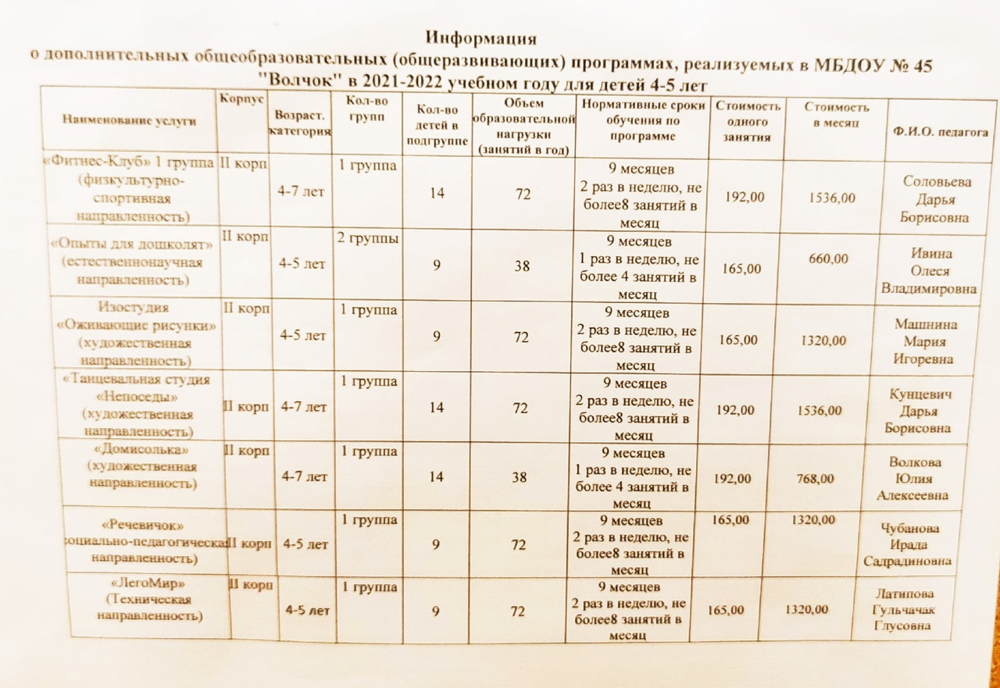 Информация
о дополнительных общеобразовательных (общеразвивающих) программах, реализуемых в МБДОУ № 45
"Волчок" в 2021-2022 учебном году для детей 4-5 лет
Наименование услуги
Корпус
Возраст.
категория
Кол-во
групп
Кол-во
детей в
подгруппе
Объем
образовательной
нагрузки
(занятий в год)
Нормативные сроки
обучения по
программе
Стоимость
одного
занятия
Стоимость
в месяц
Ф.И.О. педагога
«Фитнес-Клуб» 1 группа
(физкультурно-
спортивная
направленность)
II корп
4-7 лет
1 группа
14
72
9 месяцев
2 раз в неделю, не
более8 занятий в
месяц
192,00
1536,00
Соловьева
Дарья
Борисовна
«Опыты для дошколят»
(естественнонаучная
направленность)
II корп
4-5 лет
2 группы
9
38
9 месяцев
1 раз в неделю, не
более 4 занятий в
месяц
165,00
660,00
Ивина
Олеся
Владимировна
Изостудия
«Оживающие рисунки»
(художественная
направленность)
II корп
4-5 лет
1 группа
9
72
9 месяцев
2 раз в неделю, не
более8 занятий в
месяц
165,00
1320,00
Машнина
Мария
Игоревна
«Танцевальная студия
«Непоседы»
(художественная
направленность)
II корп
4-7 лет
1 группа
14
72
9 месяцев
2 раз в неделю, не
более8 занятий в
месяц
192,00
1536,00
Кунцевич
Дарья
Борисовна
«Домисолька»
(художественная
направленность)
II корп
4-7 лет
1 группа
14
38
9 месяцев
1 раз в неделю, не
более 4 занятий в
месяц
192,00
768,00
Волкова
Юлия
Алексеевна
«Речевичок»
социально-педагогическая
направленность)
II корп
4-5 лет
1 группа
9
72
9 месяцев
2 раз в неделю, не
более8 занятий в
месяц
165,00
1320,00
Чубанова
Ирада
Садрадиновна
«ЛегоМир»
(Техническая
направленность)
II корп
4-5 лет
1 группа
9
72
9 месяцев
2 раз в неделю, не
более8 занятий в
месяц
165,00
1320,00
Латипова
Гульчачак
Глусовна